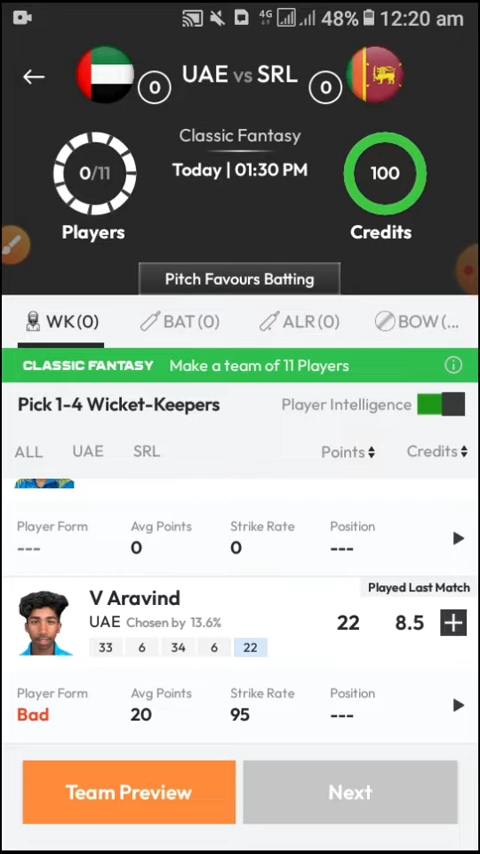 4G 48% 12:20 am
0 UAE vs SRL 0
Classic Fantasy
0/11 Today | 01:30 PM 100
Players Credits
Pitch Favours Batting
WK(0) BAT(0) ALR(0) BOW(...
CLASSIC FANTASY Make a team of 11 Players
Pick 1-4 Wicket-Keepers Player Intelligence
ALL UAE SRL Points Credits
Player Form Avg Points Strike Rate Position
--- 0 0 ---
Played Last Match
V Aravind
UAE Chosen by 13.6% 22 8.5
33 6 34 6 22
Player Form Avg Points Strike Rate Position
Bad 20 95 ---
Team Preview Next